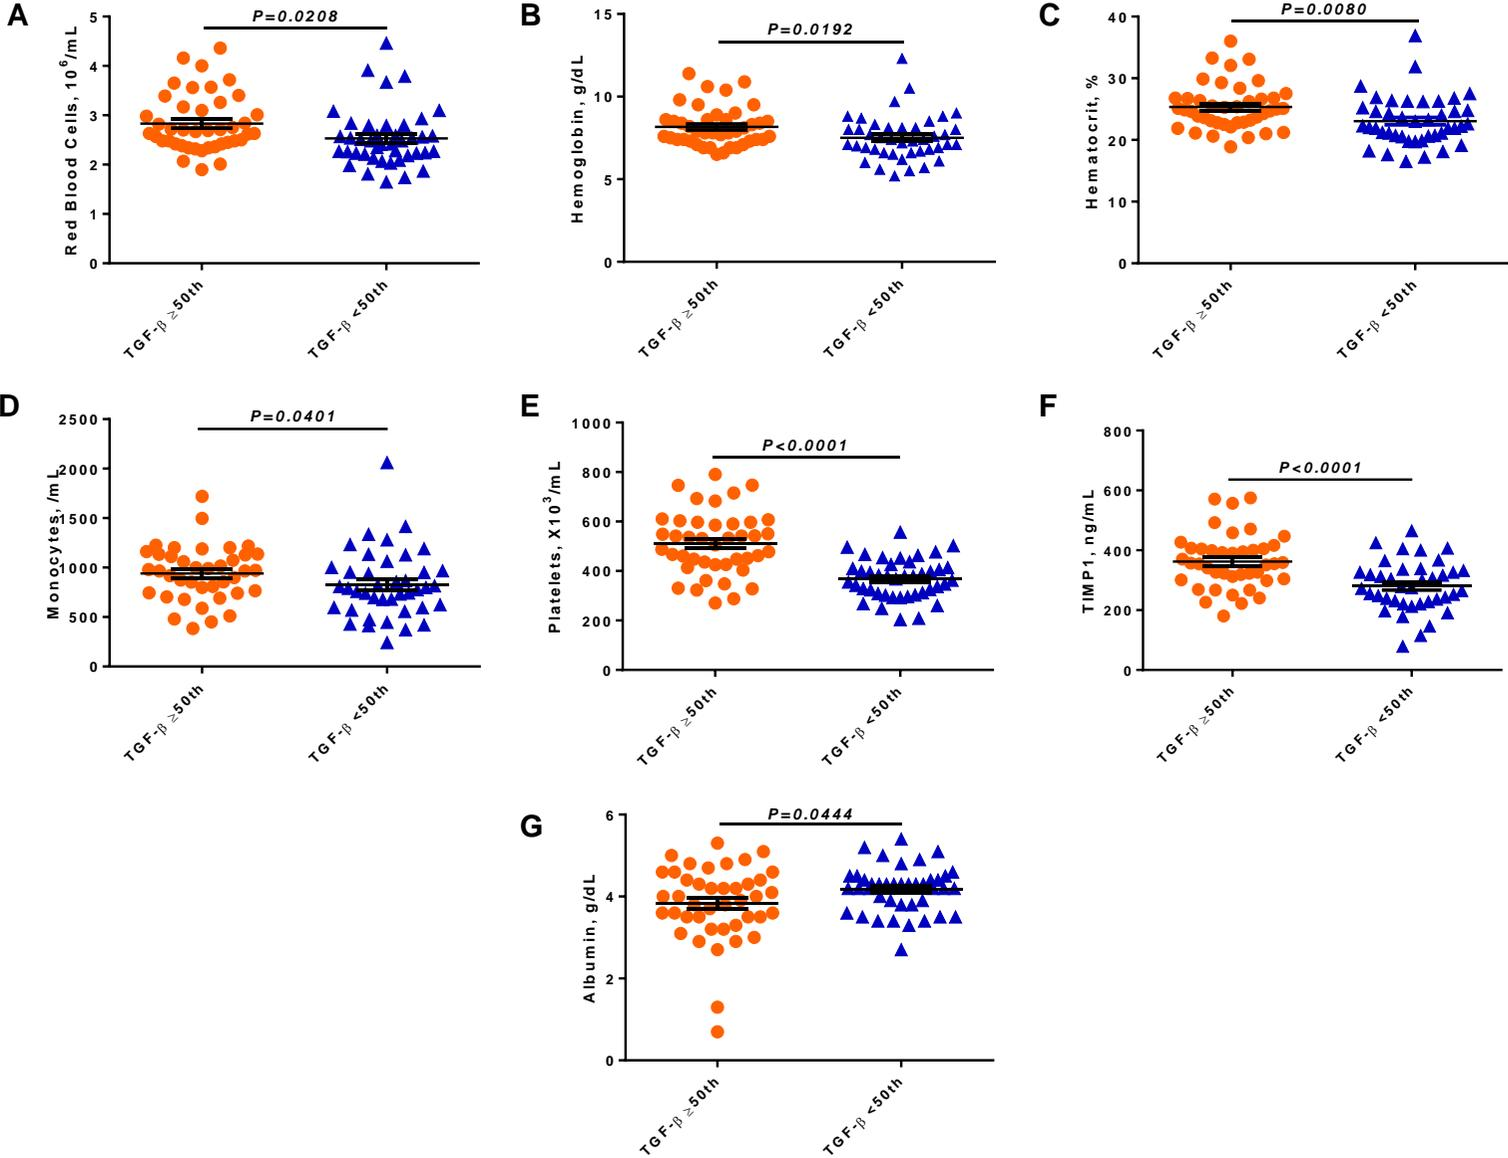 A
P=0.0208
Red Blood Cells, 10^6/mL
5
4
3
2
1
0
TGF-β ≥50th
TGF-β <50th
B
P=0.0192
Hemoglobin, g/dL
15
10
5
0
TGF-β ≥50th
TGF-β <50th
C
P=0.0080
Hematocrit, %
40
30
20
10
0
TGF-β ≥50th
TGF-β <50th
D
P=0.0401
Monocytes, /mL
2500
2000
1500
1000
500
0
TGF-β ≥50th
TGF-β <50th
E
P<0.0001
Platelets, X10^3/mL
1000
800
600
400
200
0
TGF-β ≥50th
TGF-β <50th
F
P<0.0001
TIMP1, ng/mL
800
600
400
200
0
TGF-β ≥50th
TGF-β <50th
G
P=0.0444
Albumin, g/dL
6
4
2
0
TGF-β ≥50th
TGF-β <50th